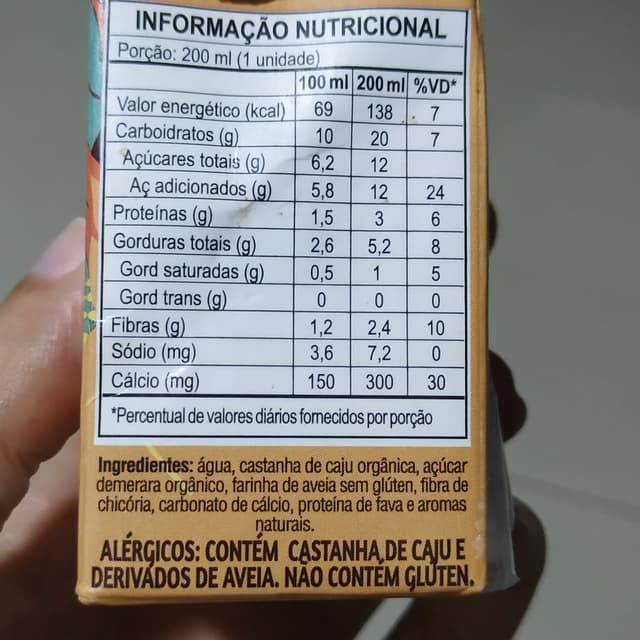 INFORMAÇÃO NUTRICIONAL
Porção: 200 ml (1 unidade)
100 ml 200 ml %VD*
Valor energético (kcal) 69 138 7
Carboidratos (g) 10 20 7
Açúcares totais (g) 6,2 12
Aç adicionados (g) 5,8 12 24
Proteínas (g) 1,5 3 6
Gorduras totais (g) 2,6 5,2 8
Gord saturadas (g) 0,5 1 5
Gord trans (g) 0 0 0
Fibras (g) 1,2 2,4 10
Sódio (mg) 3,6 7,2 0
Cálcio (mg) 150 300 30
*Percentual de valores diários fornecidos por porção
Ingredientes: água, castanha de caju orgânica, açúcar
demerara orgânico, farinha de aveia sem glúten, fibra de
chicória, carbonato de cálcio, proteína de fava e aromas
naturais.
ALÉRGICOS: CONTÉM CASTANHA DE CAJU E
DERIVADOS DE AVEIA. NÃO CONTÉM GLÚTEN.